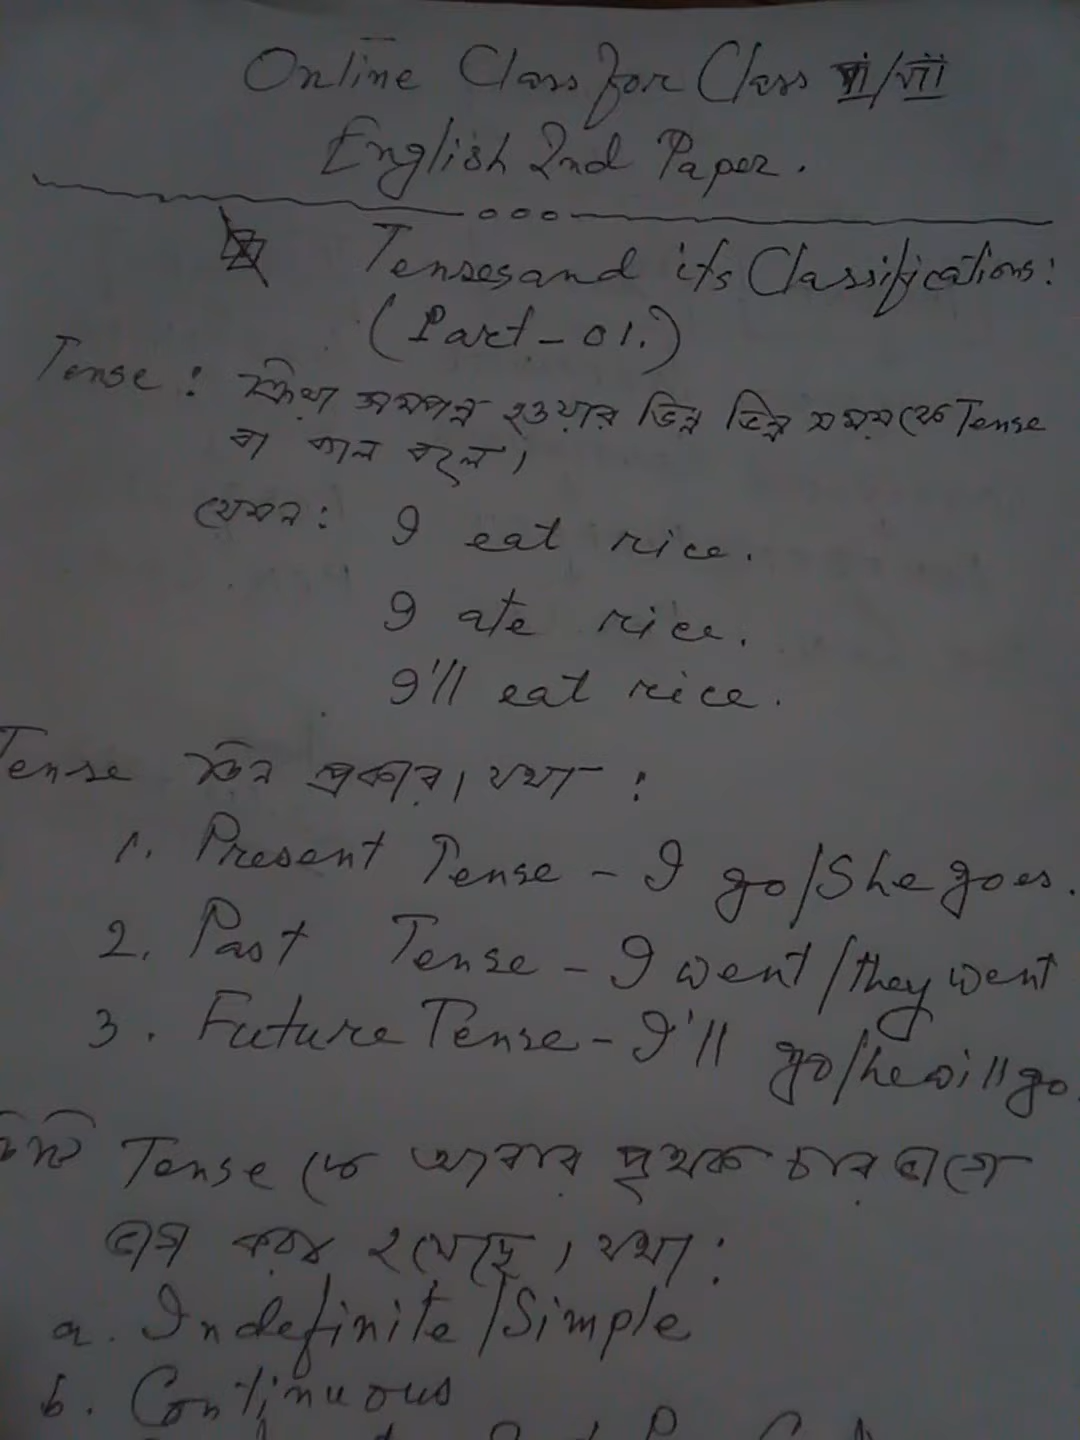 Online Class for Class vi/vii
English 2nd Paper.
Tenses and its Classifications:
(Part-01.)
Tense: ক্রিয়া সম্পন্ন হওয়ার ভিন্ন ভিন্ন সময়কে Tense
বা কাল বলে।
যেমন: I eat rice.
I ate rice.
I'll eat rice.
Tense তিন প্রকার। যথা:
1. Present Tense - I go/She goes.
2. Past Tense - I went/they went
3. Future Tense - I'll go/he will go
Tense কে আবার পৃথক চার ভাগে
ভাগ করা হয়েছে। যথা:
a. Indefinite/Simple
b. Continuous